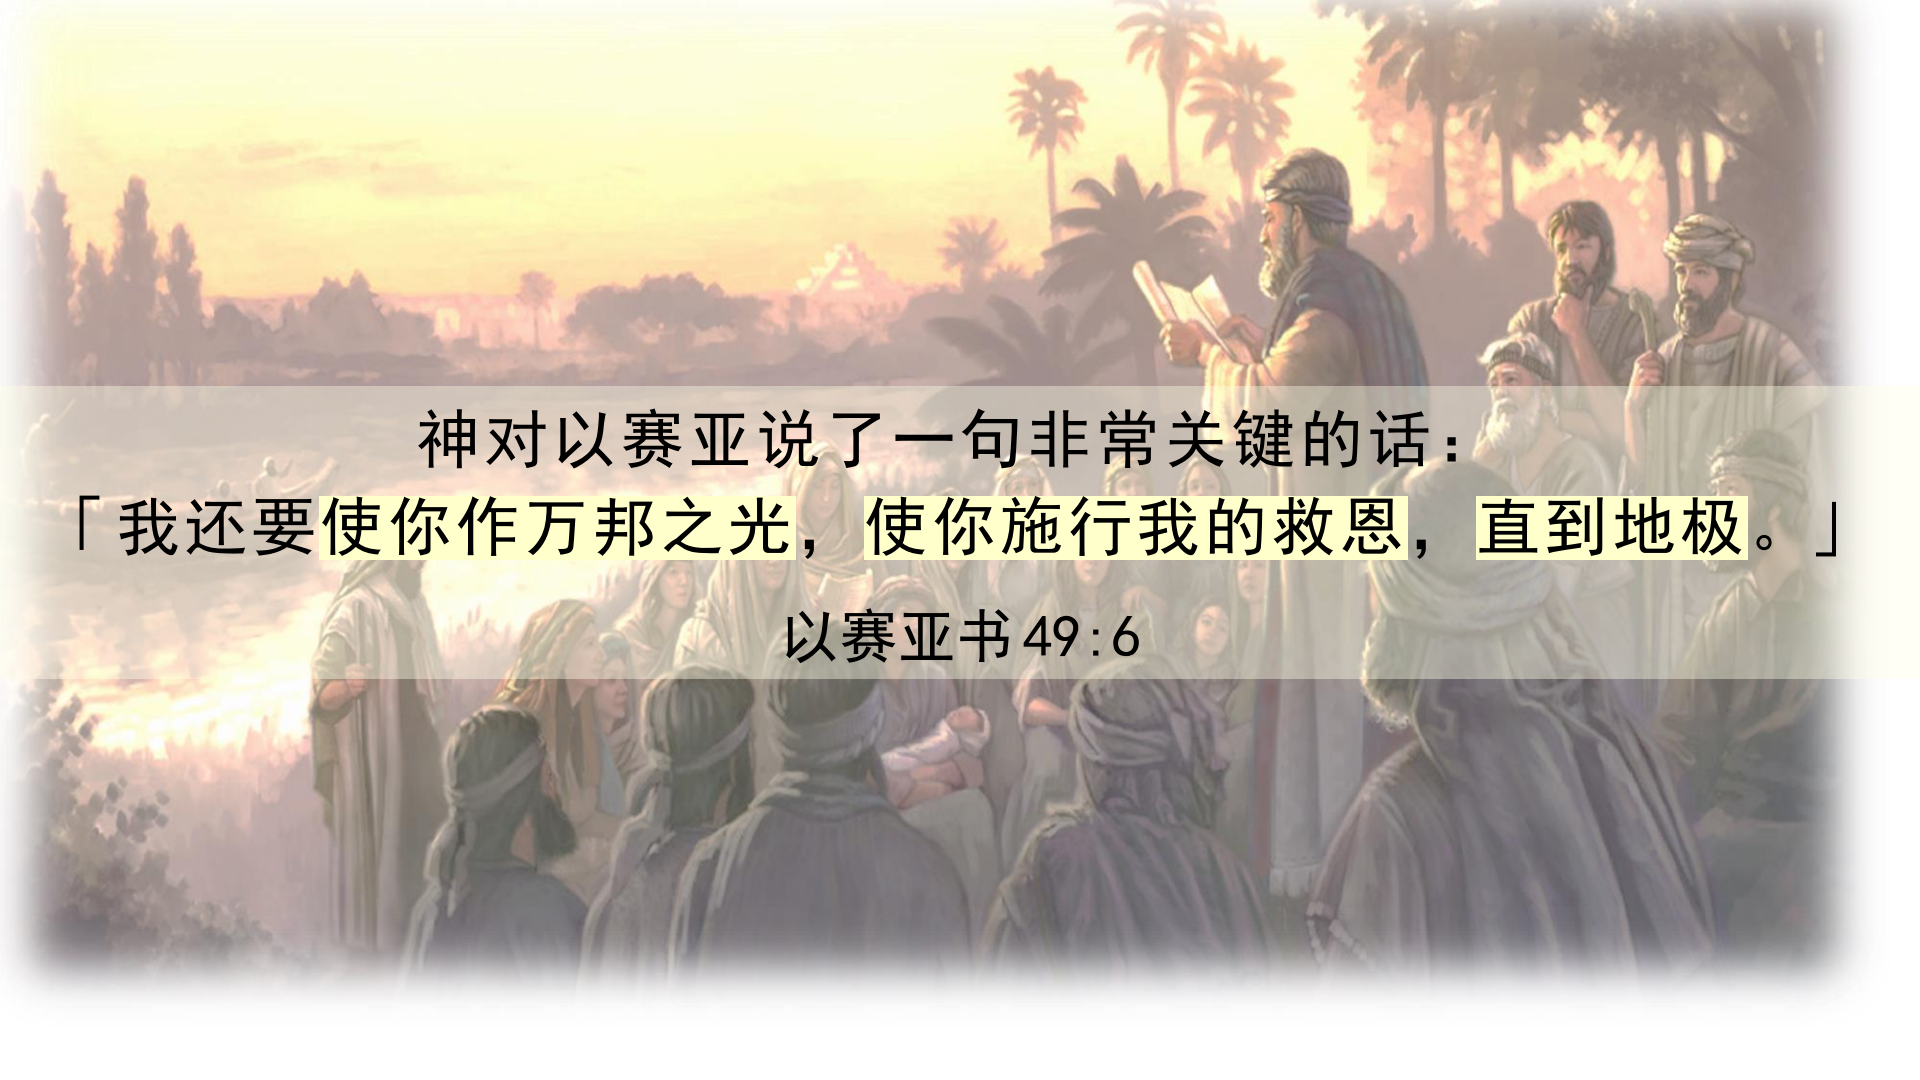 神对以赛亚说了一句非常关键的话：
「我还要使你作万邦之光，使你施行我的救恩，直到地极。」
以赛亚书49:6